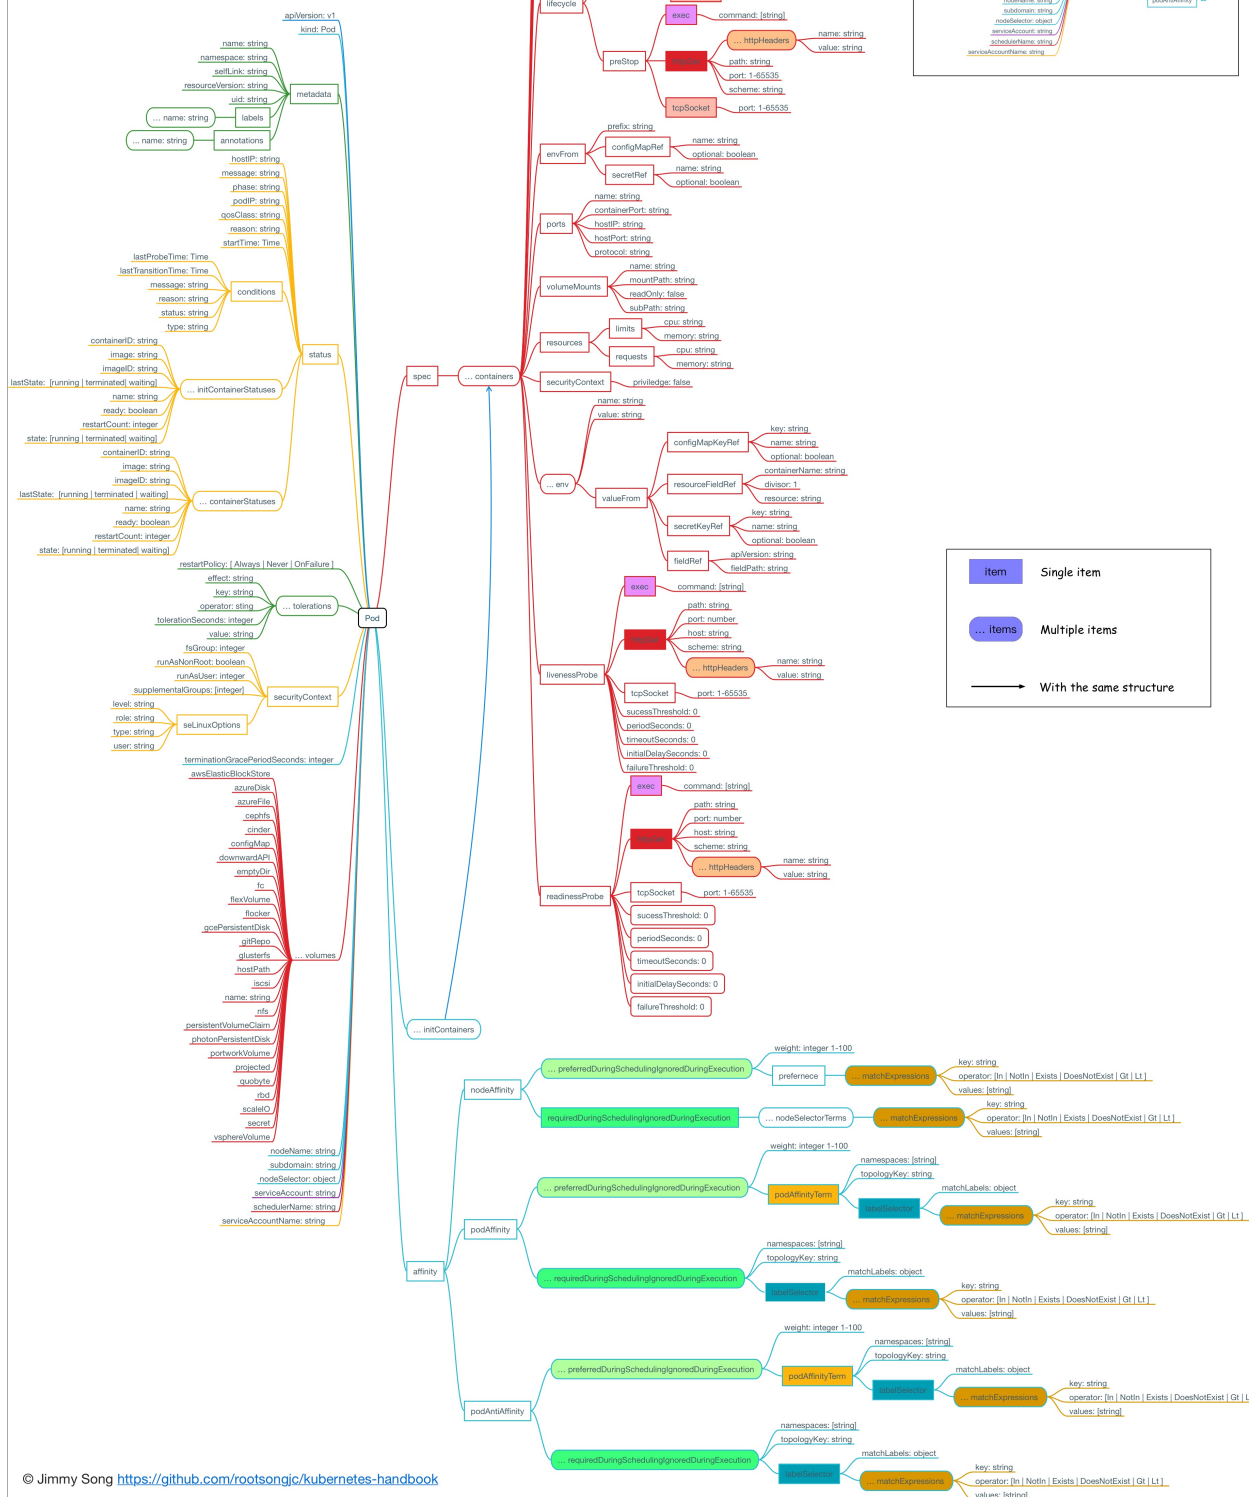 apiVersion: v1
kind: Pod
name: string
namespace: string
selfLink: string
resourceVersion: string
uid: string
metadata
... name: string
labels
... name: string
annotations
hostIP: string
message: string
phase: string
podIP: string
qosClass: string
reason: string
startTime: Time
lastProbeTime: Time
lastTransitionTime: Time
message: string
reason: string
status: string
type: string
conditions
status
containerID: string
image: string
imageID: string
lastState: [running | terminated| waiting]
name: string
ready: boolean
restartCount: integer
state: [running | terminated| waiting]
... initContainerStatuses
containerID: string
image: string
imageID: string
lastState: [running | terminated | waiting]
name: string
ready: boolean
restartCount: integer
state: [running | terminated| waiting]
... containerStatuses
restartPolicy: [ Always | Never | OnFailure ]
effect: string
key: string
operator: sting
tolerationSeconds: integer
value: string
... tolerations
Pod
fsGroup: integer
runAsNonRoot: boolean
runAsUser: integer
supplementalGroups: [integer]
securityContext
level: string
role: string
type: string
user: string
seLinuxOptions
terminationGracePeriodSeconds: integer
awsElasticBlockStore
azureDisk
azureFile
cephfs
cinder
configMap
downwardAPI
emptyDir
fc
flexVolume
flocker
gcePersistentDisk
gitRepo
glusterfs
hostPath
iscsi
name: string
nfs
persistentVolumeClaim
photonPersistentDisk
portworkVolume
projected
quobyte
rbd
scaleIO
secret
vsphereVolume
... volumes
nodeName: string
subdomain: string
nodeSelector: object
serviceAccount: string
schedulerName: string
serviceAccountName: string
spec
... containers
lifecycle
preStop
exec
command: [string]
... httpHeaders
name: string
value: string
path: string
port: 1-65535
scheme: string
tcpSocket
port: 1-65535
envFrom
prefix: string
configMapRef
name: string
optional: boolean
secretRef
name: string
optional: boolean
ports
name: string
containerPort: string
hostIP: string
hostPort: string
protocol: string
volumeMounts
name: string
mountPath: string
readOnly: false
subPath: string
resources
limits
cpu: string
memory: string
requests
cpu: string
memory: string
securityContext
priviledge: false
... env
name: string
value: string
valueFrom
configMapKeyRef
key: string
name: string
optional: boolean
resourceFieldRef
containerName: string
divisor: 1
resource: string
secretKeyRef
key: string
name: string
optional: boolean
fieldRef
apiVersion: string
fieldPath: string
livenessProbe
exec
command: [string]
path: string
port: number
host: string
scheme: string
... httpHeaders
name: string
value: string
tcpSocket
port: 1-65535
sucessThreshold: 0
periodSeconds: 0
timeoutSeconds: 0
initialDelaySeconds: 0
failureThreshold: 0
readinessProbe
exec
command: [string]
path: string
port: number
host: string
scheme: string
... httpHeaders
name: string
value: string
tcpSocket
port: 1-65535
sucessThreshold: 0
periodSeconds: 0
timeoutSeconds: 0
initialDelaySeconds: 0
failureThreshold: 0
... initContainers
affinity
nodeAffinity
... preferredDuringSchedulingIgnoredDuringExecution
weight: integer 1-100
prefernece
... matchExpressions
key: string
operator: [In | NotIn | Exists | DoesNotExist | Gt | Lt ]
values: [string]
requiredDuringSchedulingIgnoredDuringExecution
... nodeSelectorTerms
... matchExpressions
key: string
operator: [In | NotIn | Exists | DoesNotExist | Gt | Lt ]
values: [string]
podAffinity
... preferredDuringSchedulingIgnoredDuringExecution
weight: integer 1-100
podAffinityTerm
namespaces: [string]
topologyKey: string
labelSelector
matchLabels: object
... matchExpressions
key: string
operator: [In | NotIn | Exists | DoesNotExist | Gt | Lt ]
values: [string]
... requiredDuringSchedulingIgnoredDuringExecution
namespaces: [string]
topologyKey: string
labelSelector
matchLabels: object
... matchExpressions
key: string
operator: [In | NotIn | Exists | DoesNotExist | Gt | Lt ]
values: [string]
podAntiAffinity
... preferredDuringSchedulingIgnoredDuringExecution
weight: integer 1-100
podAffinityTerm
namespaces: [string]
topologyKey: string
labelSelector
matchLabels: object
... matchExpressions
key: string
operator: [In | NotIn | Exists | DoesNotExist | Gt | L
values: [string]
... requiredDuringSchedulingIgnoredDuringExecution
namespaces: [string]
topologyKey: string
labelSelector
matchLabels: object
... matchExpressions
key: string
operator: [In | NotIn | Exists | DoesNotExist | Gt | Lt ]
values: [string]
nodeName: string
subdomain: string
nodeSelector: object
serviceAccount: string
schedulerName: string
serviceAccountName: string
podAntiAffinity
item
Single item
... items
Multiple items
With the same structure
© Jimmy Song https://github.com/rootsongjc/kubernetes-handbook